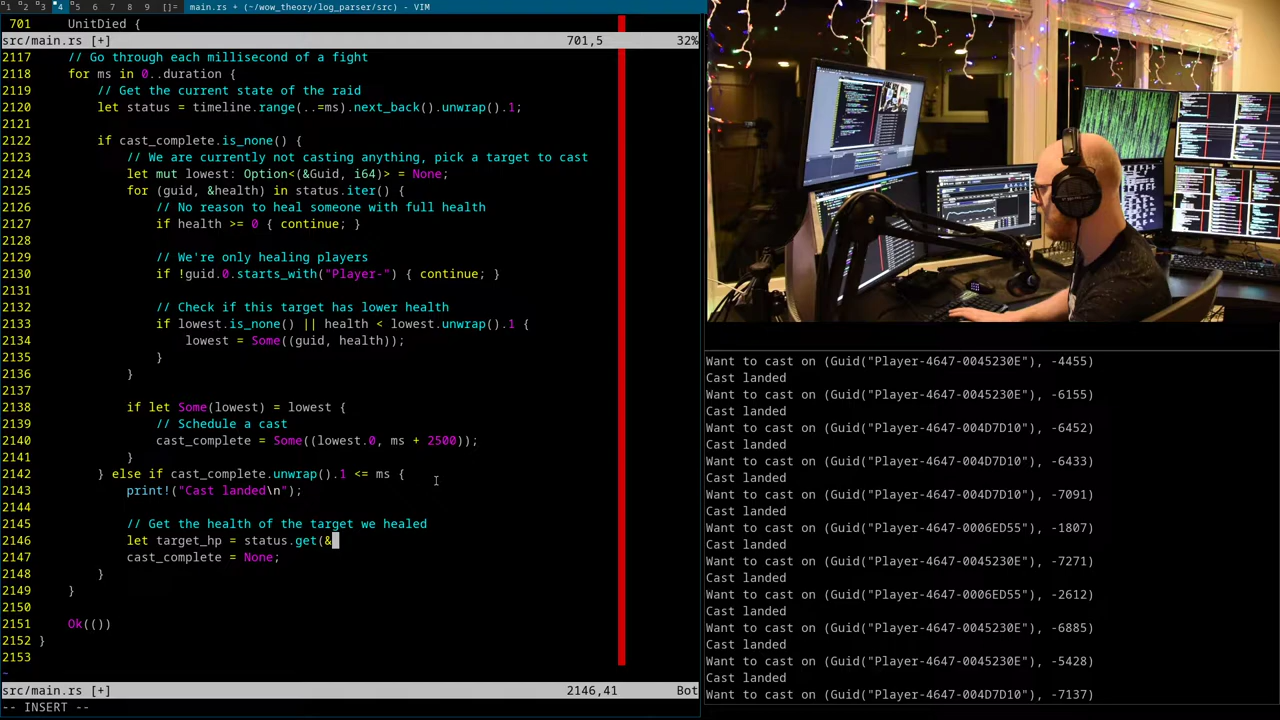 1 2 3 4 5 6 7 8 9 []= main.rs + (~/wow_theory/log_parser/src) - VIM
701 UnitDied {
src/main.rs [+] 701,5 32%
2117 // Go through each millisecond of a fight
2118 for ms in 0..duration {
2119 // Get the current state of the raid
2120 let status = timeline.range(..=ms).next_back().unwrap().1;
2121
2122 if cast_complete.is_none() {
2123 // We are currently not casting anything, pick a target to cast
2124 let mut lowest: Option<(&Guid, i64)> = None;
2125 for (guid, &health) in status.iter() {
2126 // No reason to heal someone with full health
2127 if health >= 0 { continue; }
2128
2129 // We're only healing players
2130 if !guid.0.starts_with("Player-") { continue; }
2131
2132 // Check if this target has lower health
2133 if lowest.is_none() || health < lowest.unwrap().1 {
2134 lowest = Some((guid, health));
2135 }
2136 }
2137
2138 if let Some(lowest) = lowest {
2139 // Schedule a cast
2140 cast_complete = Some((lowest.0, ms + 2500));
2141 }
2142 } else if cast_complete.unwrap().1 <= ms {
2143 print!("Cast landed\n");
2144
2145 // Get the health of the target we healed
2146 let target_hp = status.get(&
2147 cast_complete = None;
2148 }
2149 }
2150
2151 Ok(())
2152 }
2153
~
src/main.rs [+] 2146,41 Bot
-- INSERT --
Want to cast on (Guid("Player-4647-0045230E"), -4455)
Cast landed
Want to cast on (Guid("Player-4647-0045230E"), -6155)
Cast landed
Want to cast on (Guid("Player-4647-004D7D10"), -6452)
Cast landed
Want to cast on (Guid("Player-4647-004D7D10"), -6433)
Cast landed
Want to cast on (Guid("Player-4647-004D7D10"), -7091)
Cast landed
Want to cast on (Guid("Player-4647-0006ED55"), -1807)
Cast landed
Want to cast on (Guid("Player-4647-0045230E"), -7271)
Cast landed
Want to cast on (Guid("Player-4647-0006ED55"), -2612)
Cast landed
Want to cast on (Guid("Player-4647-0045230E"), -6885)
Cast landed
Want to cast on (Guid("Player-4647-0045230E"), -5428)
Cast landed
Want to cast on (Guid("Player-4647-004D7D10"), -7137)